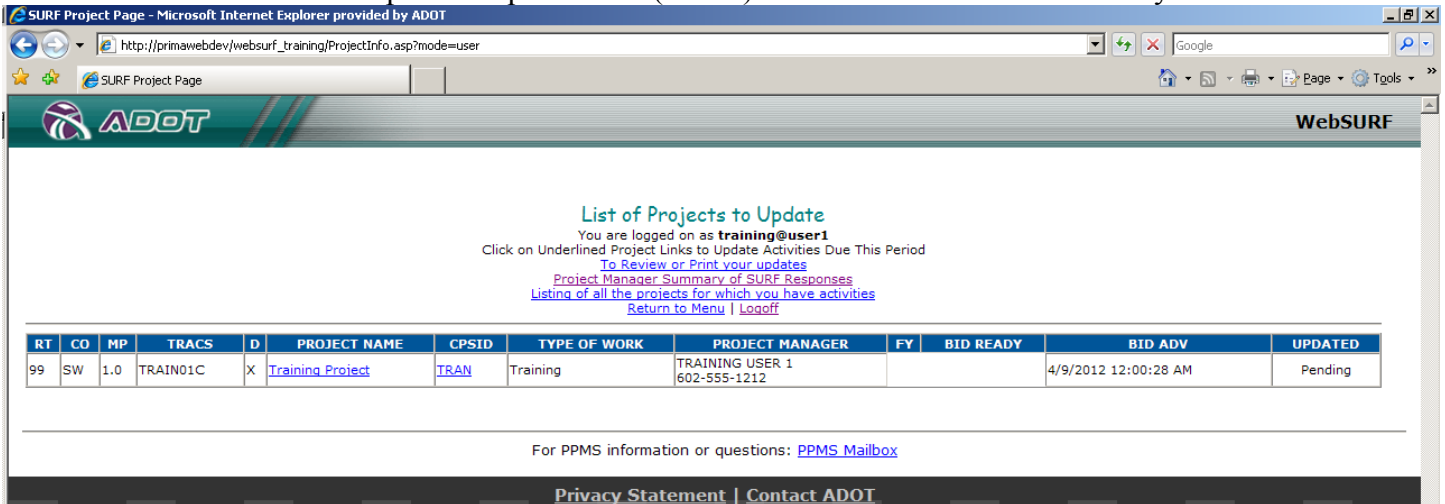 SURF Project Page - Microsoft Internet Explorer provided by ADOT
http://primawebdev/websurf_training/ProjectInfo.asp?mode=user Google
SURF Project Page Page Tools »
ADOT WebSURF
List of Projects to Update
You are logged on as training@user1
Click on Underlined Project Links to Update Activities Due This Period
To Review or Print your updates
Project Manager Summary of SURF Responses
Listing of all the projects for which you have activities
Return to Menu | Logoff
RT CO MP TRACS D PROJECT NAME CPSID TYPE OF WORK PROJECT MANAGER FY BID READY BID ADV UPDATED
99 SW 1.0 TRAIN01C X Training Project TRAN Training TRAINING USER 1 4/9/2012 12:00:28 AM Pending
602-555-1212
For PPMS information or questions: PPMS Mailbox
Privacy Statement | Contact ADOT